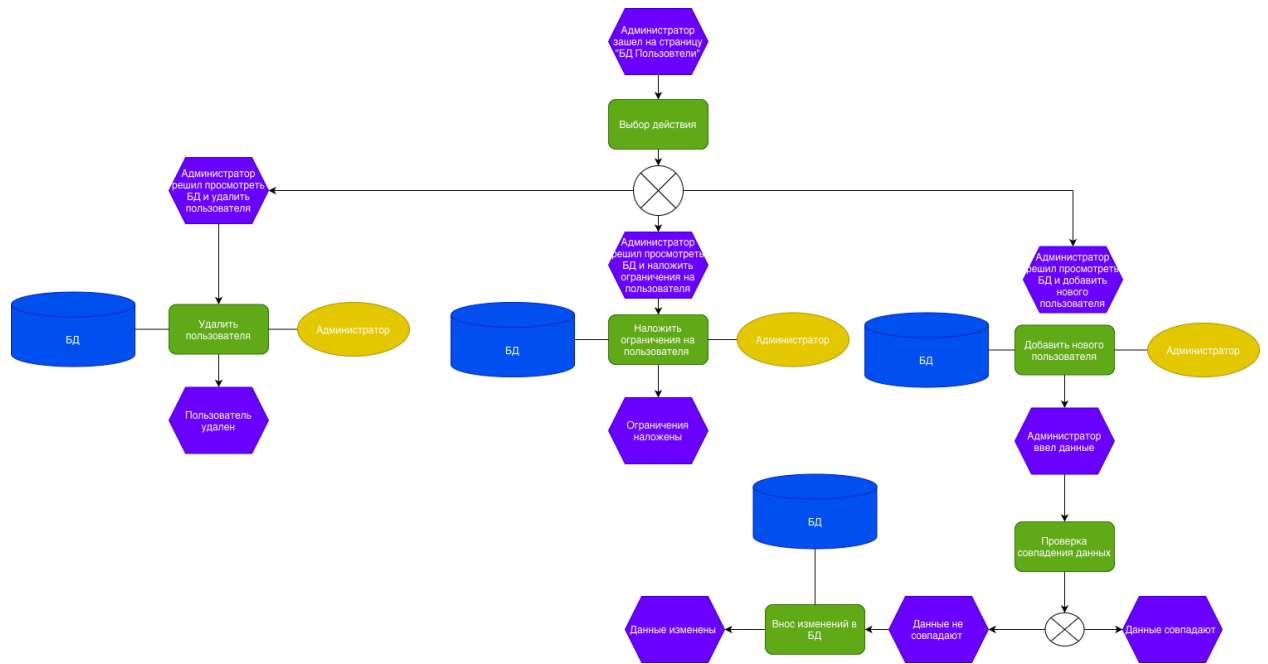 Администратор
зашел на страницу
"БД Пользовтели"
Выбор действия
Администратор
решил просмотреть
БД и удалить
пользователя
Администратор
решил просмотреть
БД и наложить
ограничения на
пользователя
Администратор
решил просмотреть
БД и добавить
нового
пользователя
БД
Удалить
пользователя
Администратор
БД
Наложить
ограничения на
пользователя
Администратор
БД
Добавить нового
пользователя
Администратор
Пользователь
удален
Ограничения
наложены
Администратор
ввел данные
БД
Проверка
совпадения данных
Данные изменены
Внос изменений в
БД
Данные не
совпадают
Данные совпадают